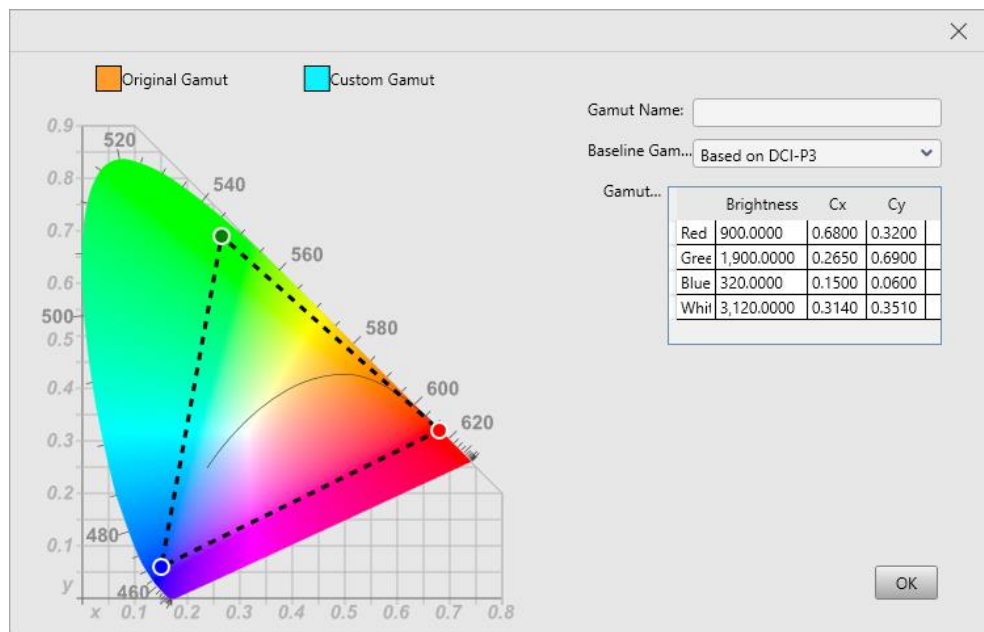 Original Gamut
Custom Gamut
Gamut Name:
Baseline Gam... Based on DCI-P3
Gamut...
Brightness Cx Cy
Red 900.0000 0.6800 0.3200
Gree 1,900.0000 0.2650 0.6900
Blue 320.0000 0.1500 0.0600
Whit 3,120.0000 0.3140 0.3510
0.9
520
0.8
540
0.7
560
0.6
500
580
0.5
0.4
600
620
0.3
0.2
480
0.1
460
y
x 0.1 0.2 0.3 0.4 0.5 0.6 0.7 0.8
OK